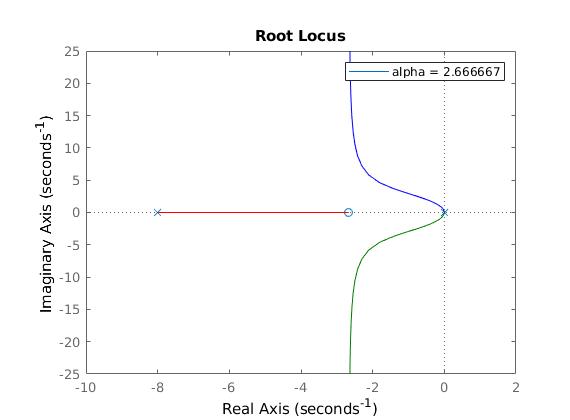 Root Locus
25
20
15
10
5
0
-5
-10
-15
-20
-25
Imaginary Axis (seconds⁻¹)
alpha = 2.666667
-10 -8 -6 -4 -2 0 2
Real Axis (seconds⁻¹)